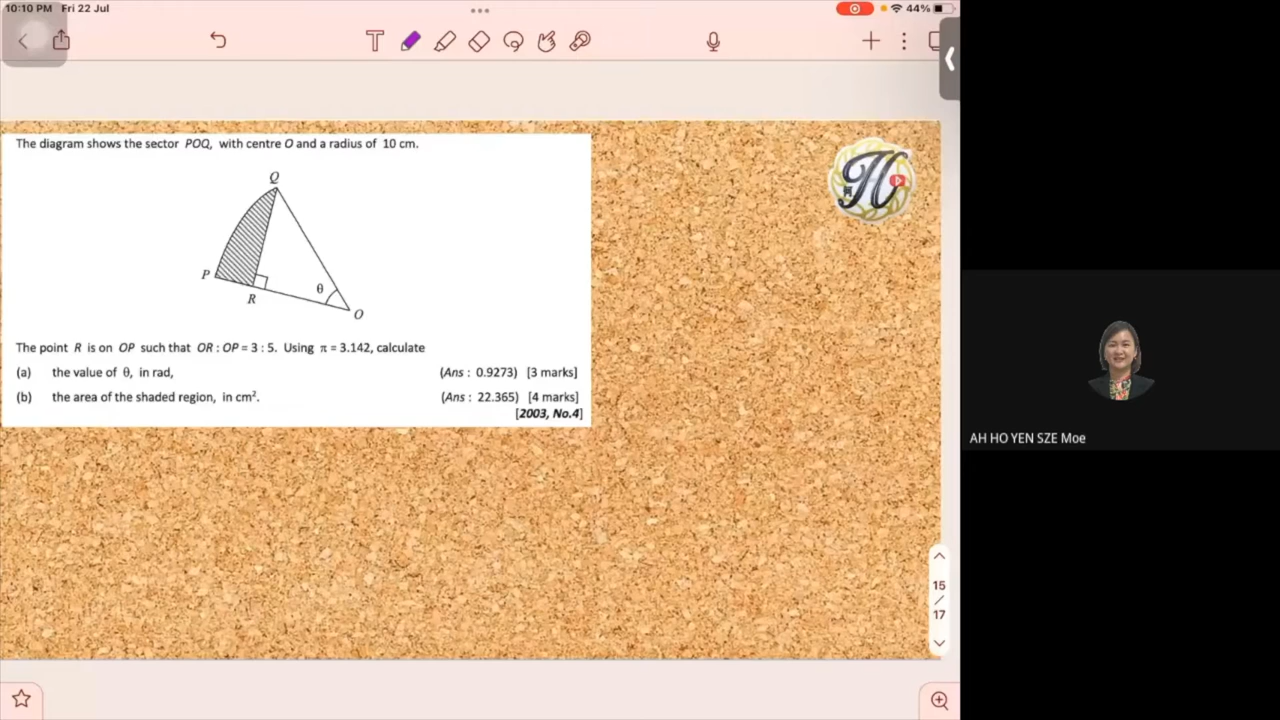 10:10 PM Fri 22 Jul
44%
T
The diagram shows the sector POQ, with centre O and a radius of 10 cm.
Q
P
R
θ
O
The point R is on OP such that OR : OP = 3 : 5. Using π = 3.142, calculate
(a) the value of θ, in rad, (Ans : 0.9273) [3 marks]
(b) the area of the shaded region, in cm². (Ans : 22.365) [4 marks]
[2003, No.4]
H
15
/
17
AH HO YEN SZE Moe